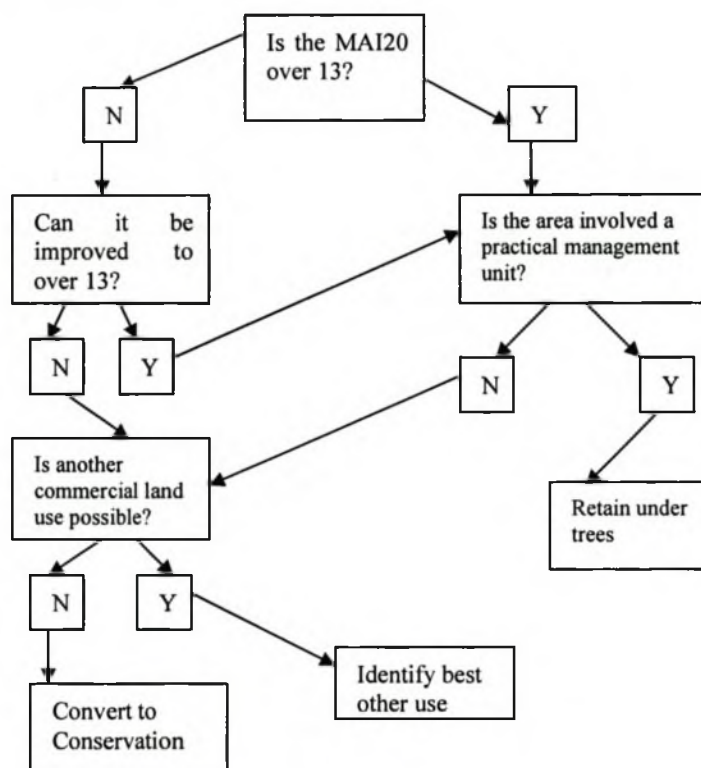 Is the MAI20
over 13?
N
Y
Can it be
improved to
over 13?
Is the area involved a
practical management
unit?
N
Y
N
Y
Is another
commercial land
use possible?
Retain under
trees
N
Y
Identify best
other use
Convert to
Conservation